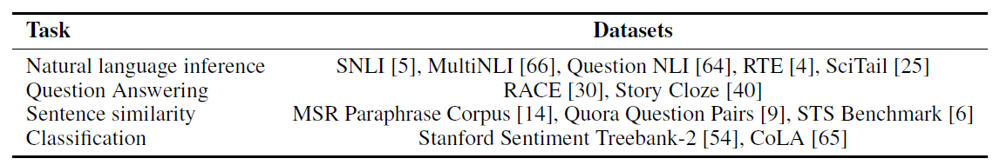 Task Datasets
Natural language inference SNLI [5], MultiNLI [66], Question NLI [64], RTE [4], SciTail [25]
Question Answering RACE [30], Story Cloze [40]
Sentence similarity MSR Paraphrase Corpus [14], Quora Question Pairs [9], STS Benchmark [6]
Classification Stanford Sentiment Treebank-2 [54], CoLA [65]